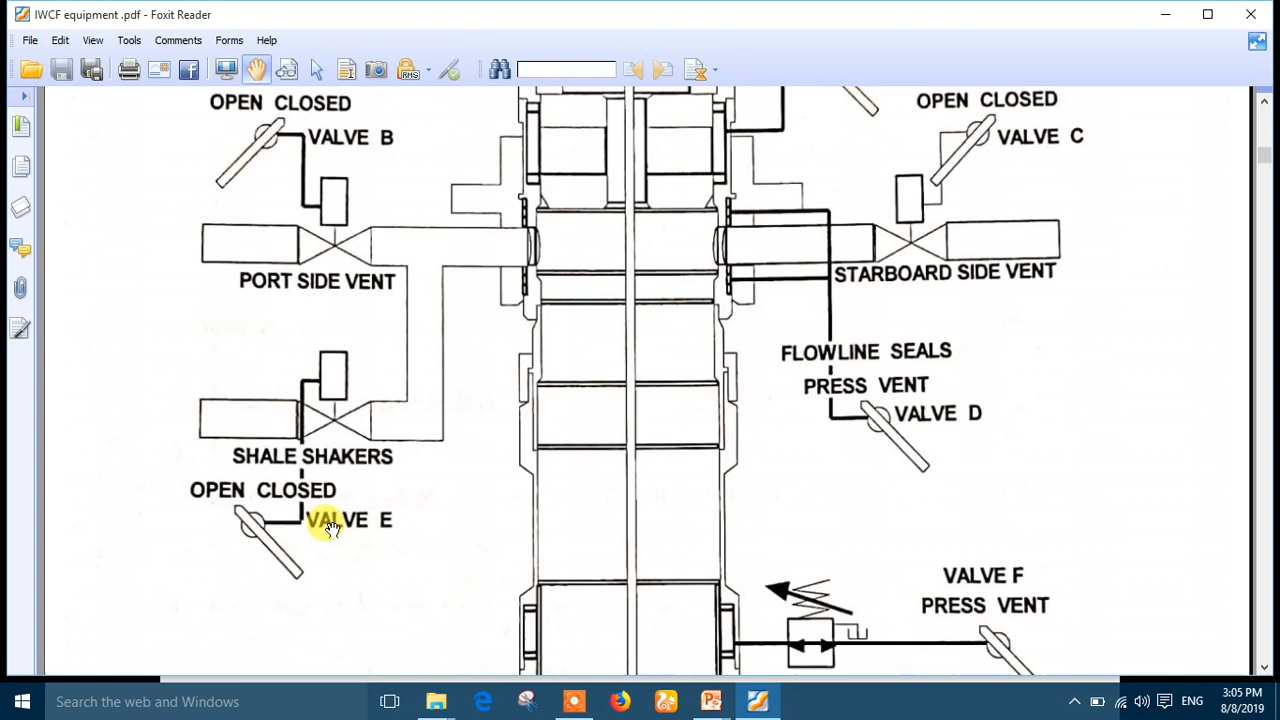 IWCF equipment .pdf - Foxit Reader
File Edit View Tools Comments Forms Help
RHS
OPEN CLOSED
VALVE B
OPEN CLOSED
VALVE C
PORT SIDE VENT
STARBOARD SIDE VENT
FLOWLINE SEALS
PRESS VENT
VALVE D
SHALE SHAKERS
OPEN CLOSED
VALVE E
VALVE F
PRESS VENT
Search the web and Windows
ENG
3:05 PM
8/8/2019